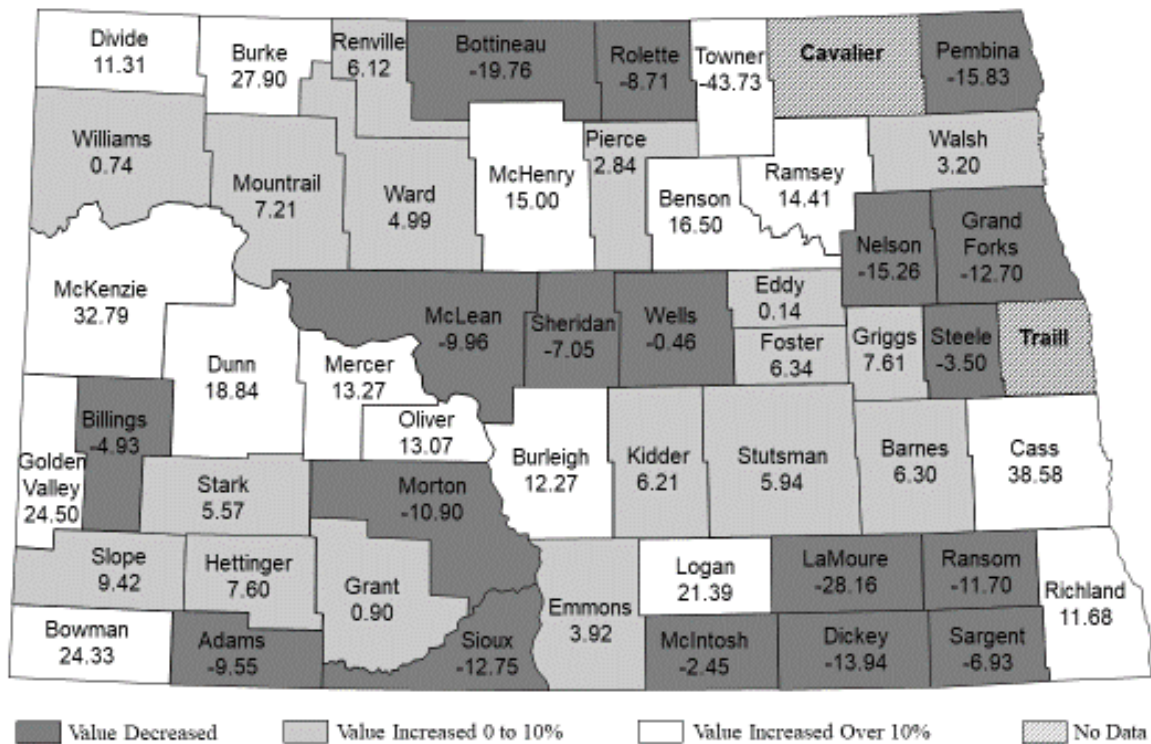 Divide
11.31
Burke
27.90
Renville
6.12
Bottineau
-19.76
Rolette
-8.71
Towner
-43.73
Cavalier
Pembina
-15.83
Williams
0.74
Mountrail
7.21
Ward
4.99
McHenry
15.00
Pierce
2.84
Benson
16.50
Ramsey
14.41
Walsh
3.20
Nelson
-15.26
Grand
Forks
-12.70
McKenzie
32.79
Dunn
18.84
Mercer
13.27
Oliver
13.07
McLean
-9.96
Sheridan
-7.05
Wells
-0.46
Eddy
0.14
Foster
6.34
Griggs
7.61
Steele
-3.50
Traill
Golden
Valley
24.50
Billings
-4.93
Stark
5.57
Morton
-10.90
Burleigh
12.27
Kidder
6.21
Stutsman
5.94
Barnes
6.30
Cass
38.58
Slope
9.42
Hettinger
7.60
Grant
0.90
Bowman
24.33
Adams
-9.55
Sioux
-12.75
Emmons
3.92
Logan
21.39
McIntosh
-2.45
LaMoure
-28.16
Dickey
-13.94
Ransom
-11.70
Sargent
-6.93
Richland
11.68
Value Decreased
Value Increased 0 to 10%
Value Increased Over 10%
No Data